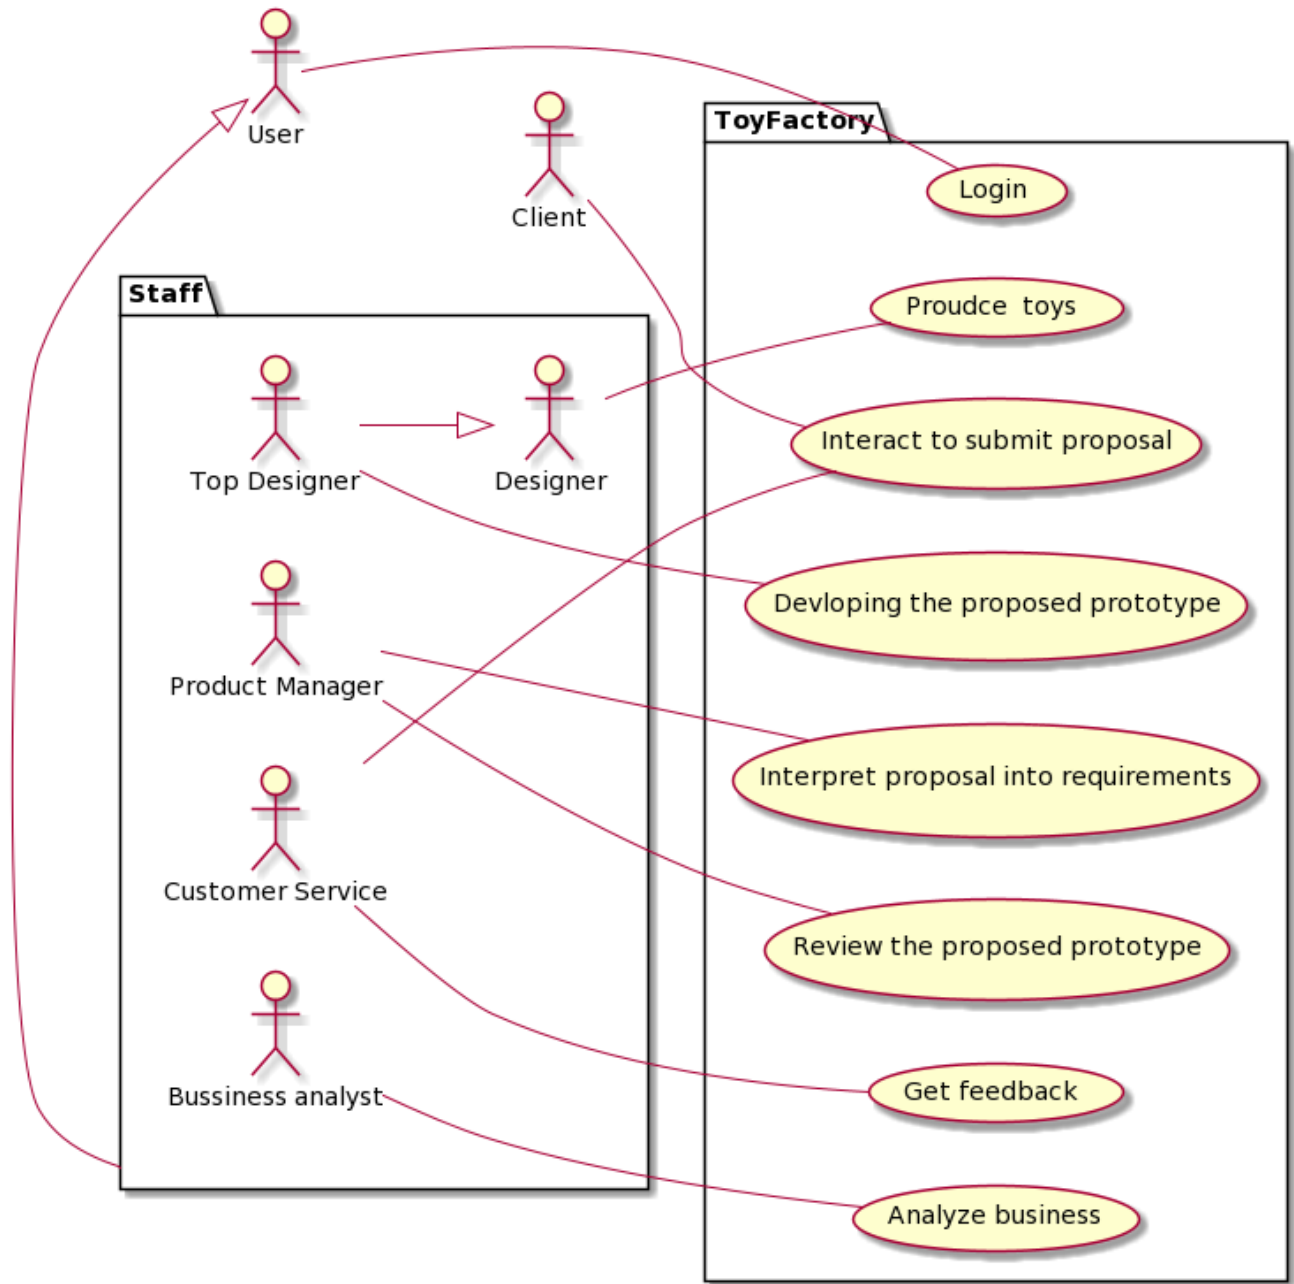 User
Client
ToyFactory
Login
Staff
Proudce  toys
Top Designer
Designer
Interact to submit proposal
Devloping the proposed prototype
Product Manager
Interpret proposal into requirements
Customer Service
Review the proposed prototype
Bussiness analyst
Get feedback
Analyze business